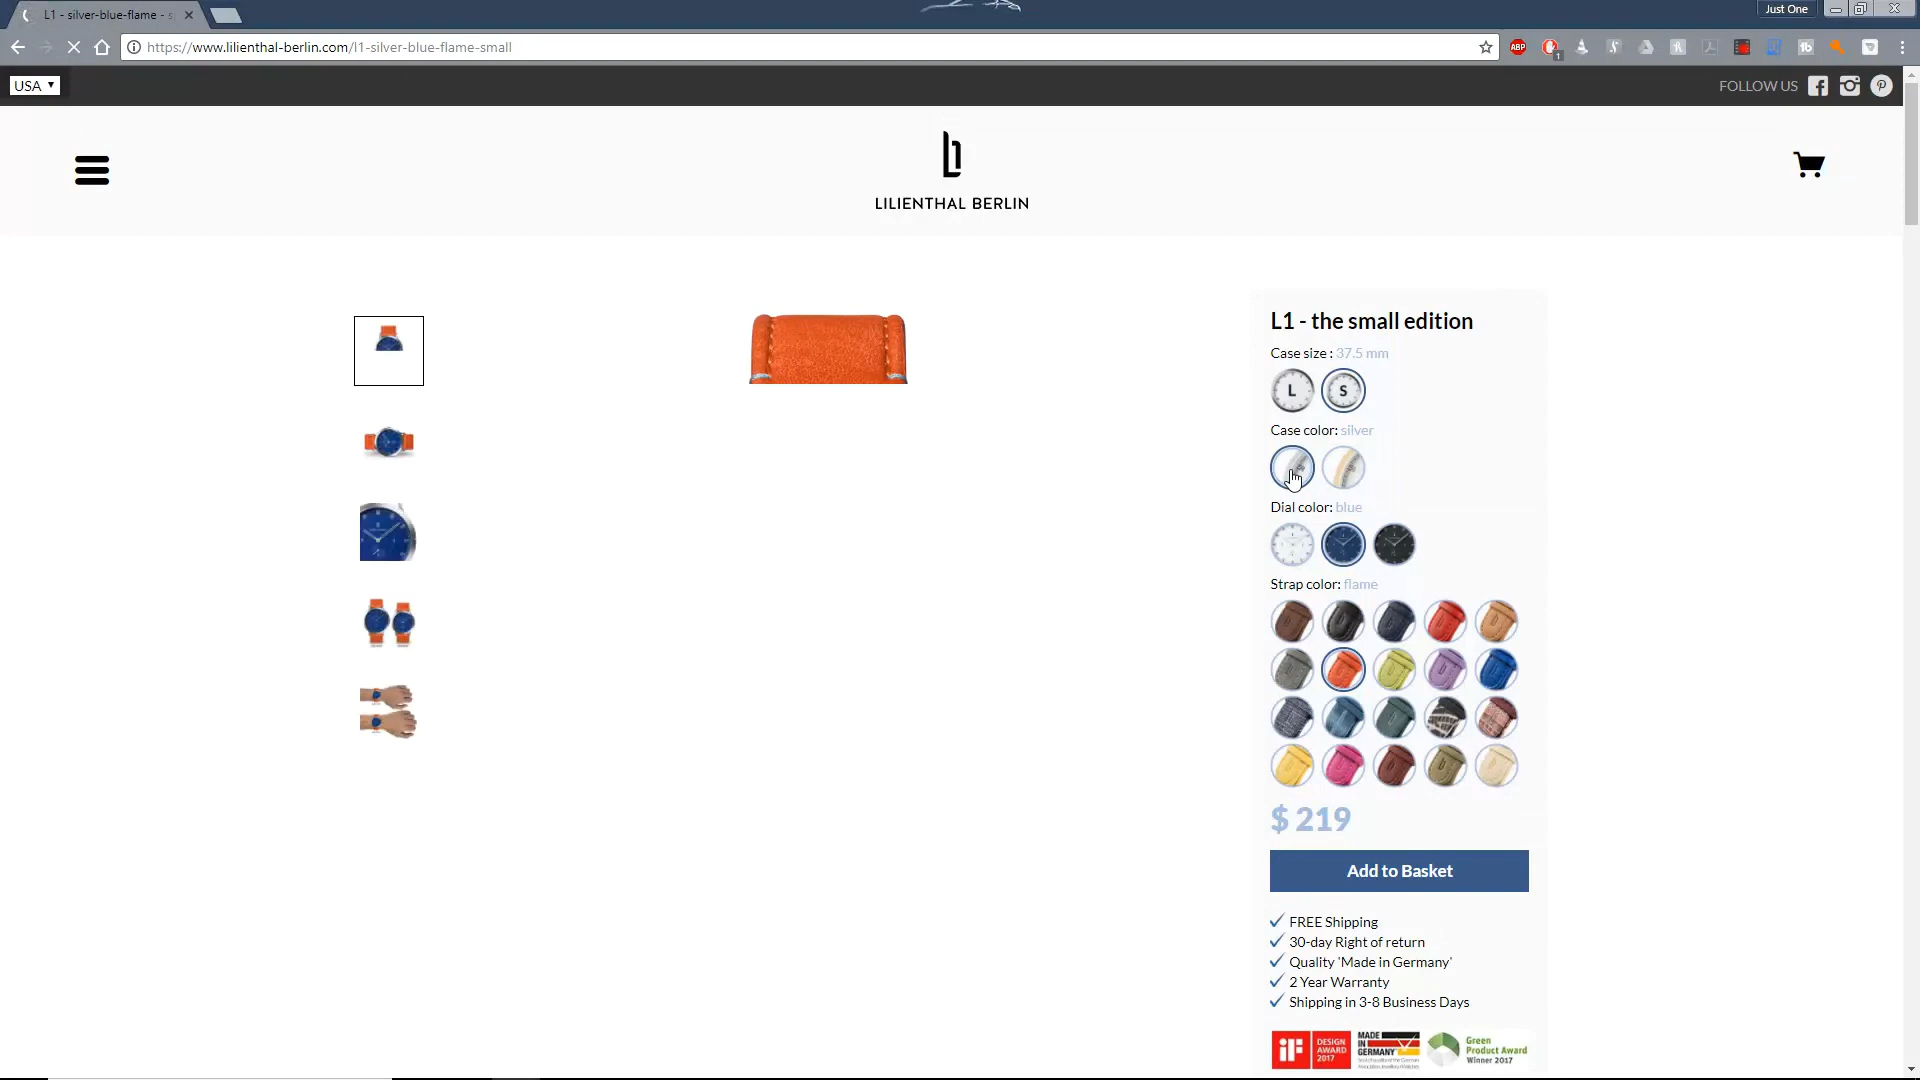 L1 - silver-blue-flame - s
Just One
https://www.lilienthal-berlin.com/l1-silver-blue-flame-small
ABP
1
USA
FOLLOW US
LILIENTHAL BERLIN
L1 - the small edition
Case size : 37.5 mm
L S
Case color: silver
Dial color: blue
Strap color: flame
$ 219
Add to Basket
FREE Shipping
30-day Right of return
Quality 'Made in Germany'
2 Year Warranty
Shipping in 3-8 Business Days
iF DESIGN AWARD 2017
MADE IN GERMANY
Green Product Award
Winner 2017